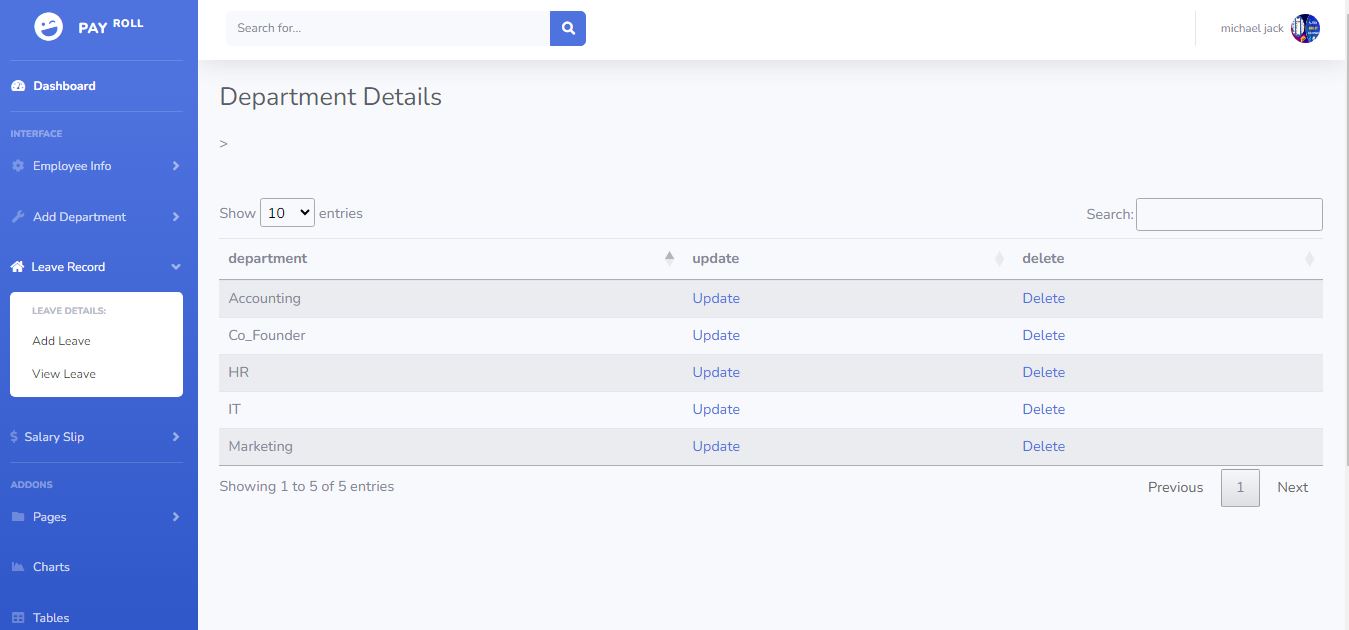 PAY ROLL
Search for...
michael jack
Dashboard
INTERFACE
Employee Info
Add Department
Leave Record
LEAVE DETAILS:
Add Leave
View Leave
$ Salary Slip
ADDONS
Pages
Charts
Tables
Department Details
>
Show 10 entries
Search:
department update delete
Accounting Update Delete
Co_Founder Update Delete
HR Update Delete
IT Update Delete
Marketing Update Delete
Showing 1 to 5 of 5 entries
Previous 1 Next